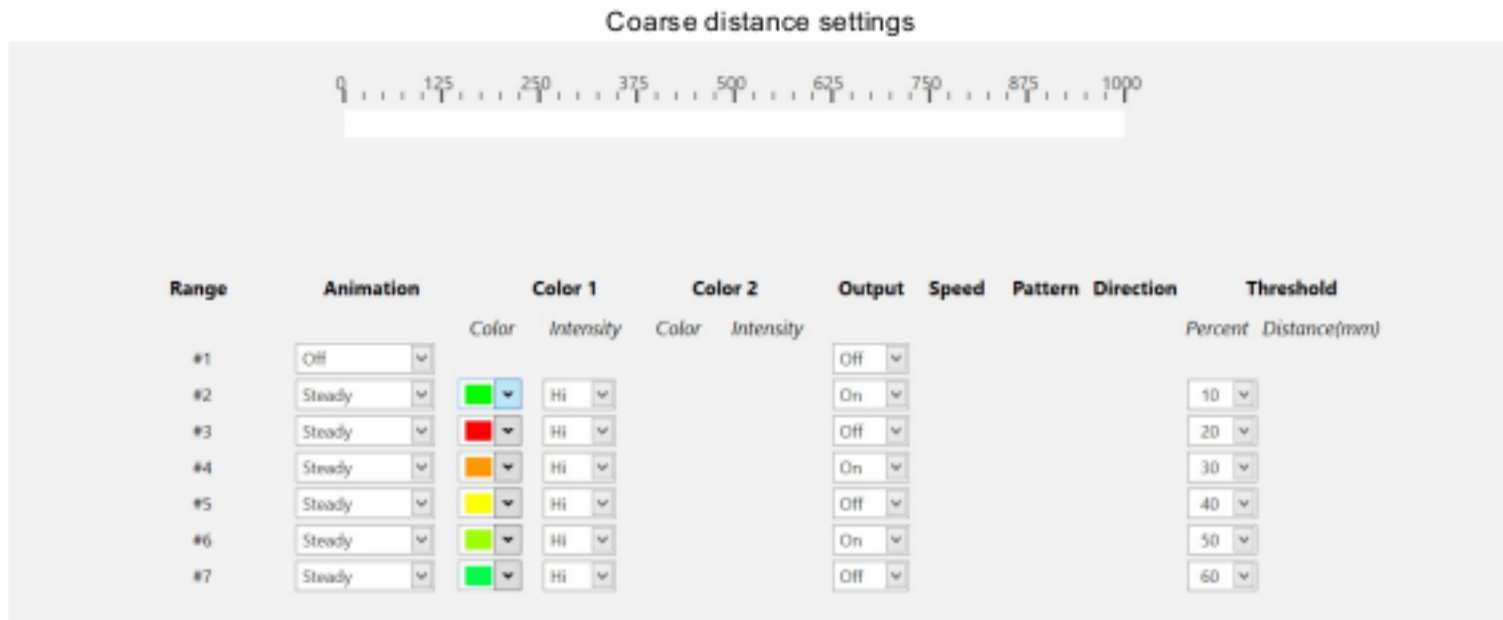 Coarse distance settings
0 125 250 375 500 625 750 875 1000
Range Animation Color 1 Color 2 Output Speed Pattern Direction Threshold
Color Intensity Color Intensity Percent Distance(mm)
#1 Off Off
#2 Steady Hi On 10
#3 Steady Hi Off 20
#4 Steady Hi On 30
#5 Steady Hi Off 40
#6 Steady Hi On 50
#7 Steady Hi Off 60